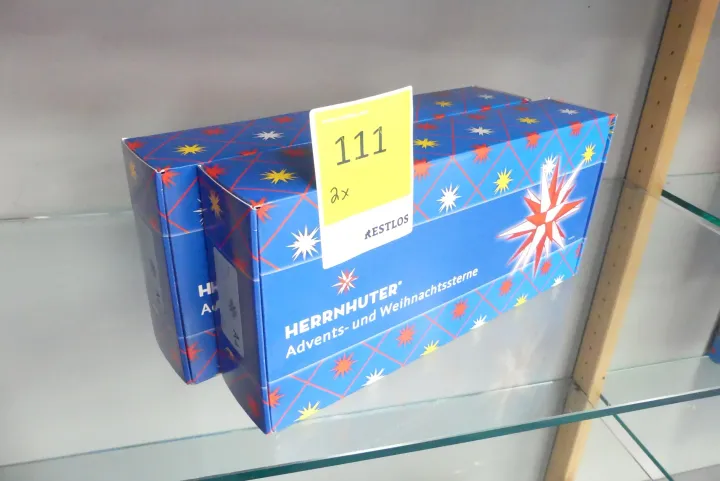 111
2x
RESTLOS
HERRNHUTER®
Advents- und Weihnachtssterne